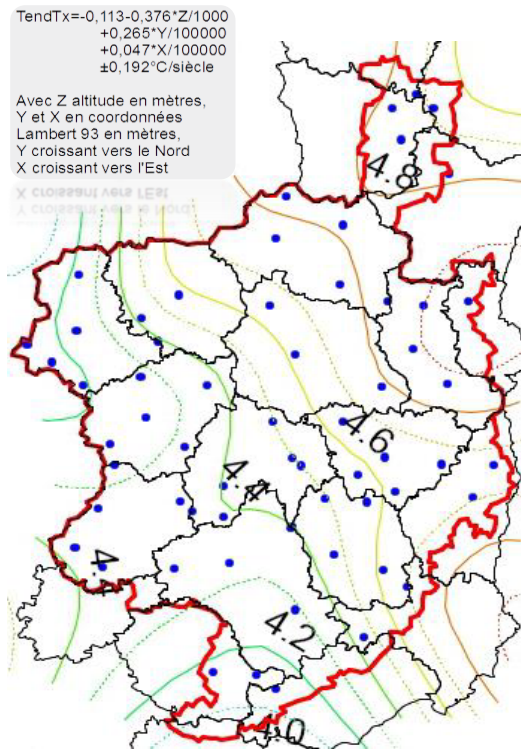 TendTx=-0,113-0,376*Z/1000
+0,265*Y/100000
+0,047*X/100000
±0,192°C/siècle
Avec Z altitude en mètres,
Y et X en coordonnées
Lambert 93 en mètres,
Y croissant vers le Nord
X croissant vers l'Est
4.8
4.6
4.4
4.4
4.2
4.0